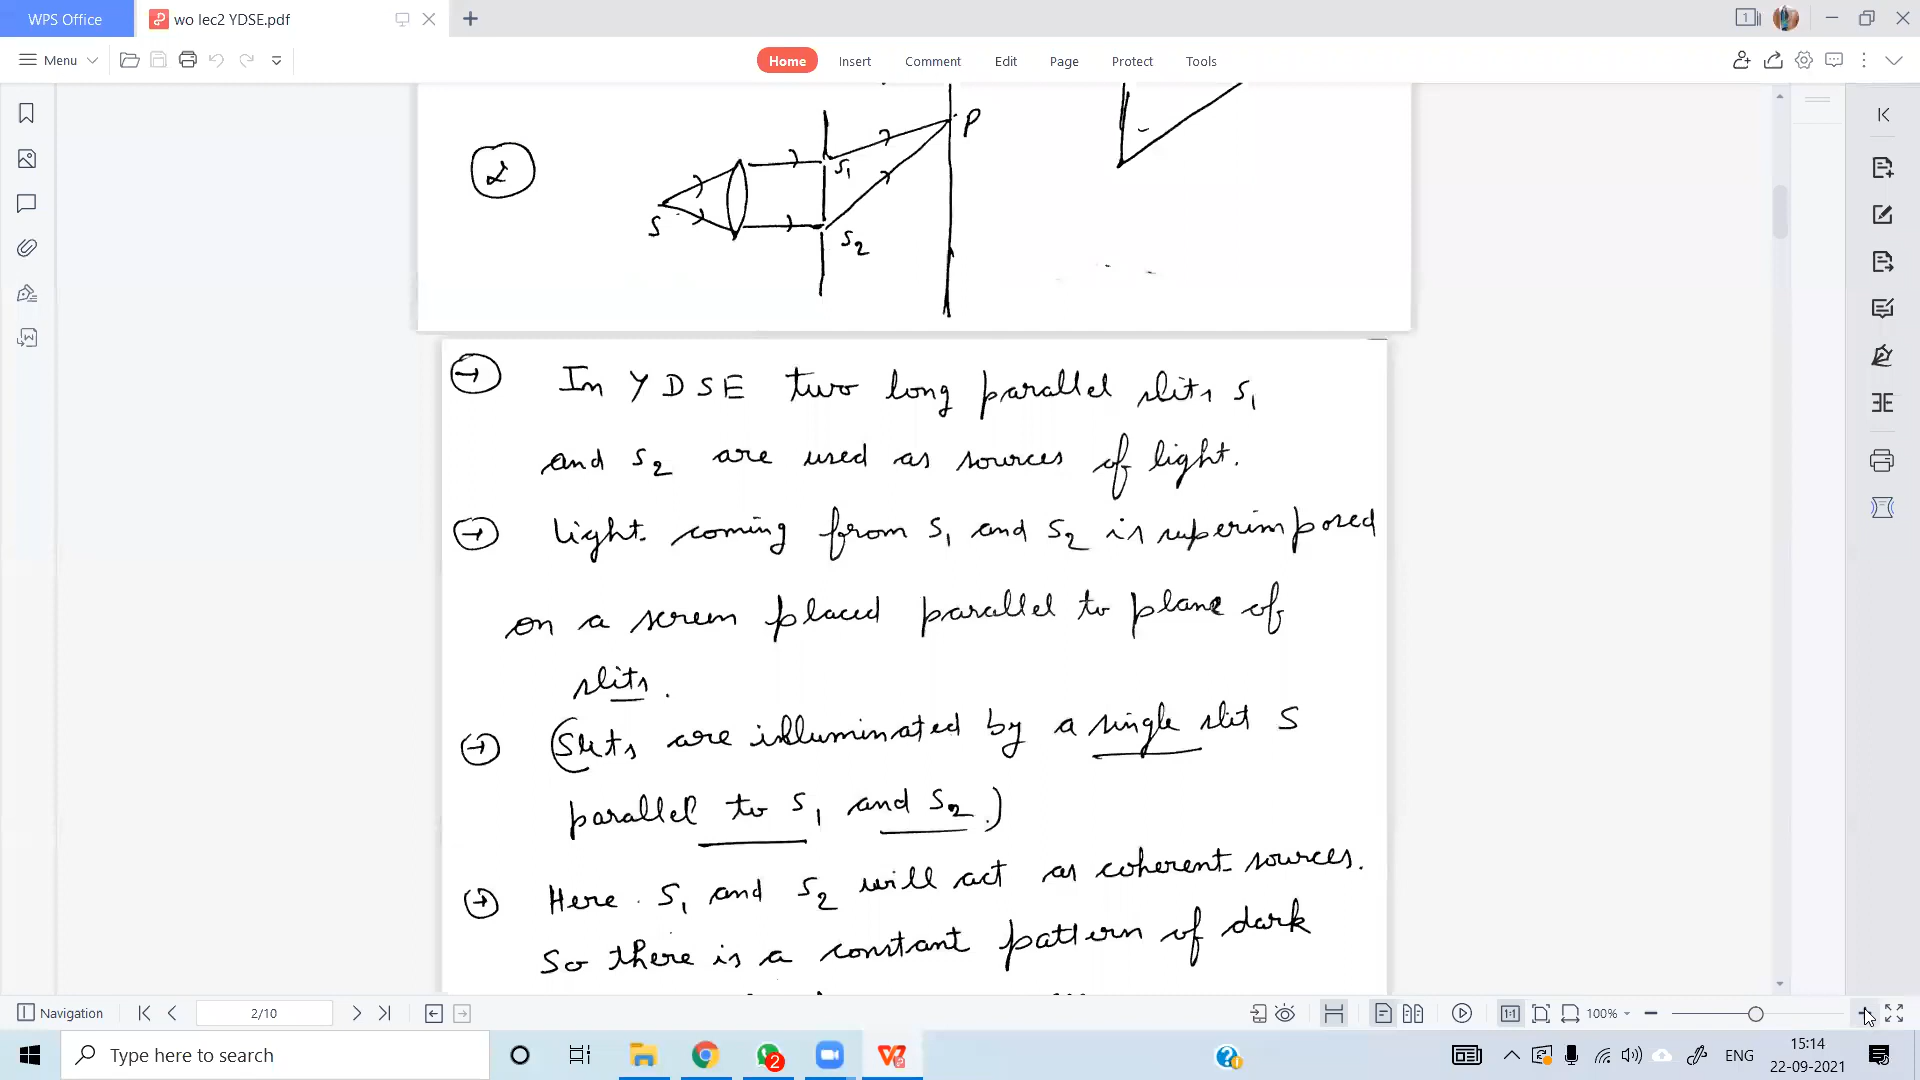 WPS Office
wo lec2 YDSE.pdf
1
Menu
Home
Insert
Comment
Edit
Page
Protect
Tools
2
P
S1
S
S2
In YDSE two long parallel slits S1
and S2 are used as sources of light.
light coming from S1 and S2 is superimposed
on a screen placed parallel to plane of
slits.
(Slits are illuminated by a single slit S
parallel to S1 and S2.)
Here S1 and S2 will act as coherent sources.
So there is a constant pattern of dark
Navigation
2/10
1:1
100%
Type here to search
2
ENG
15:14
22-09-2021